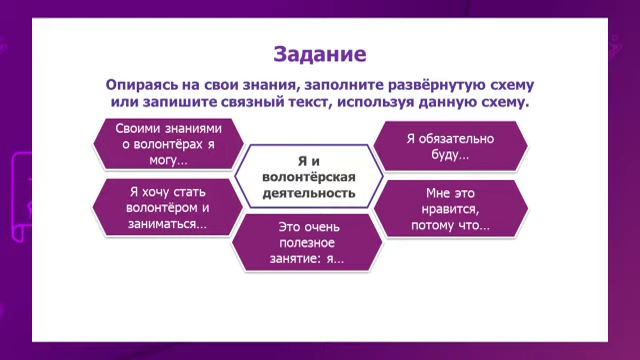 Задание
Опираясь на свои знания, заполните развёрнутую схему
или запишите связный текст, используя данную схему.
Своими знаниями
о волонтёрах я
могу...
Я обязательно
буду...
Я и
волонтёрская
деятельность
Я хочу стать
волонтёром и
заниматься...
Мне это
нравится,
потому что...
Это очень
полезное
занятие: я...